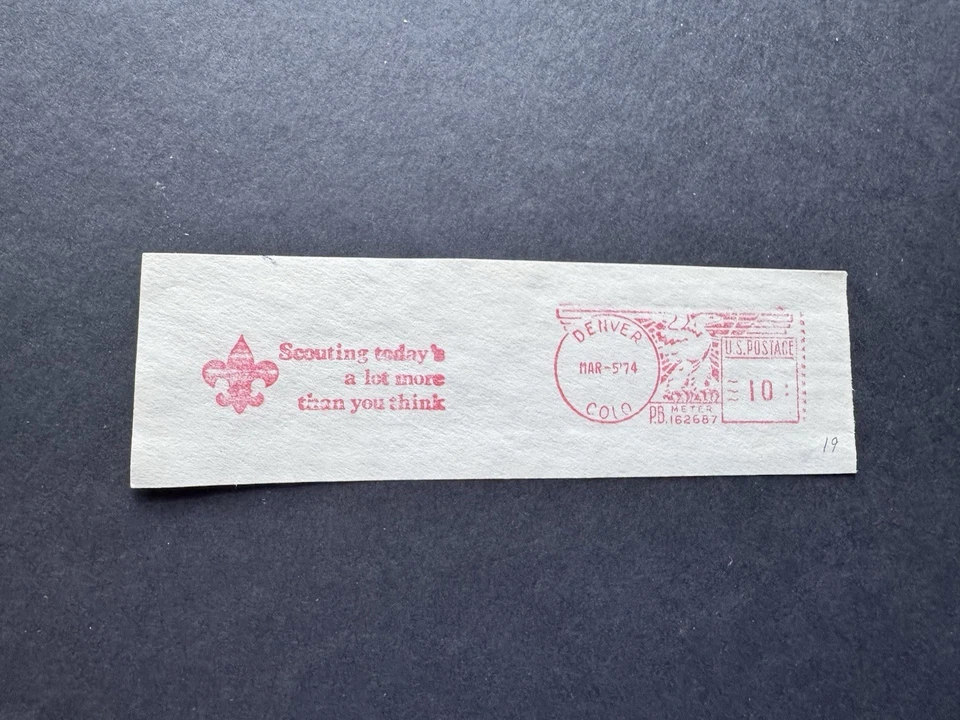 Scouting today's
a lot more
than you think
DENVER
MAR-5'74
COLO
P.B. METER
162687
U.S. POSTAGE
10
19